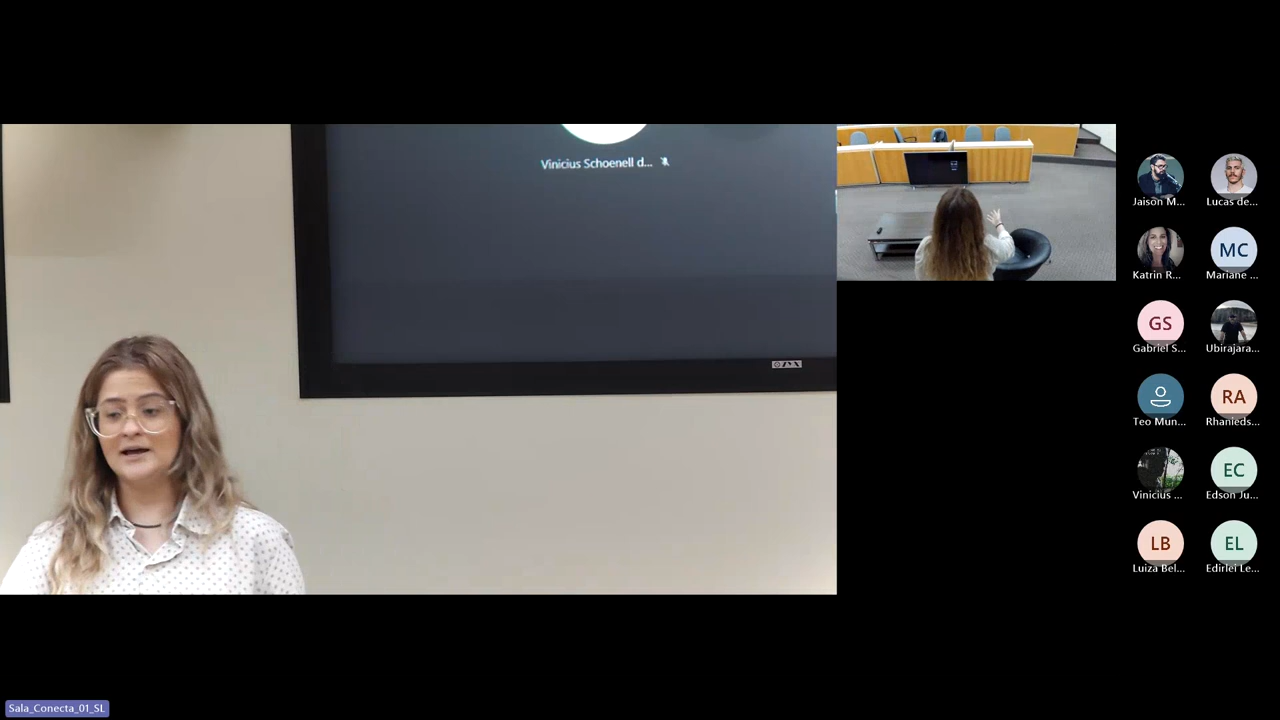 Vinicius Schoenell d...
Jaison M...
Lucas de...
Katrin R...
MC
Mariane ...
GS
Gabriel S...
Ubirajara...
Teo Mun...
RA
Rhanieds...
Vinicius ...
EC
Edson Ju...
LB
Luiza Bel...
EL
Edirlei Le...
Sala_Conecta_01_SL